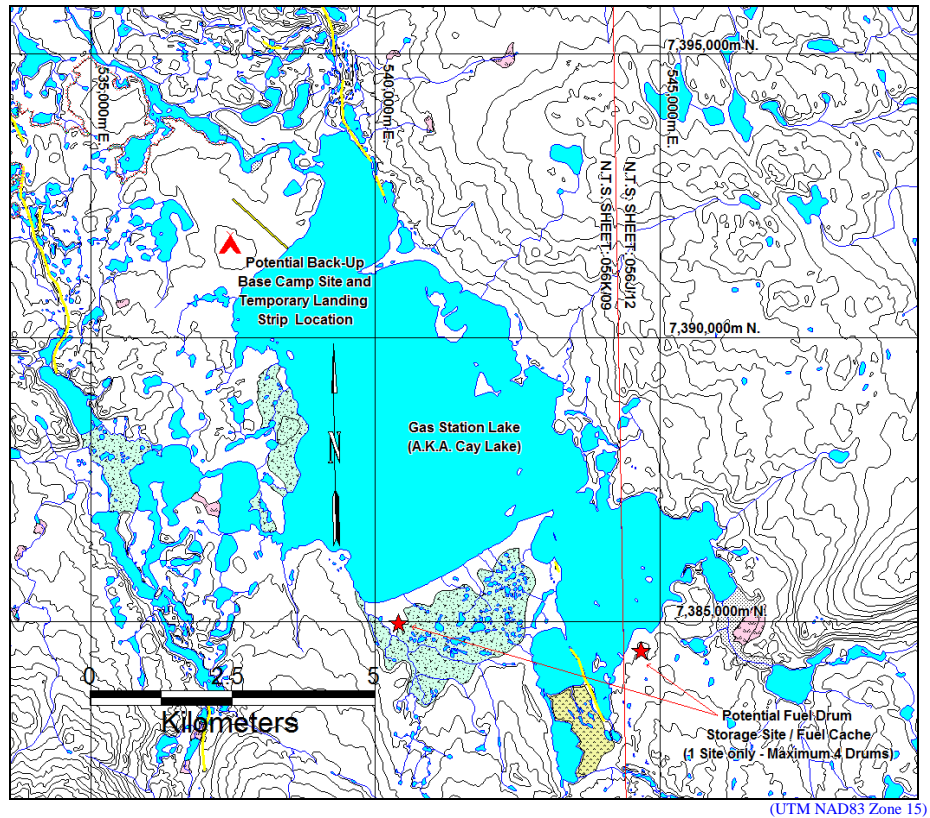 7,395,000m N.
535,000m E.
540,000m E.
545,000m E.
N.T.S. SHEET: 056K/09
N.T.S. SHEET: 056J/12
Potential Back-Up
Base Camp Site and
Temporary Landing
Strip Location
7,390,000m N.
Gas Station Lake
(A.K.A. Cay Lake)
N
7,385,000m N.
0
2.5
5
Kilometers
Potential Fuel Drum
Storage Site / Fuel Cache
(1 Site only - Maximum 4 Drums)
(UTM NAD83 Zone 15)